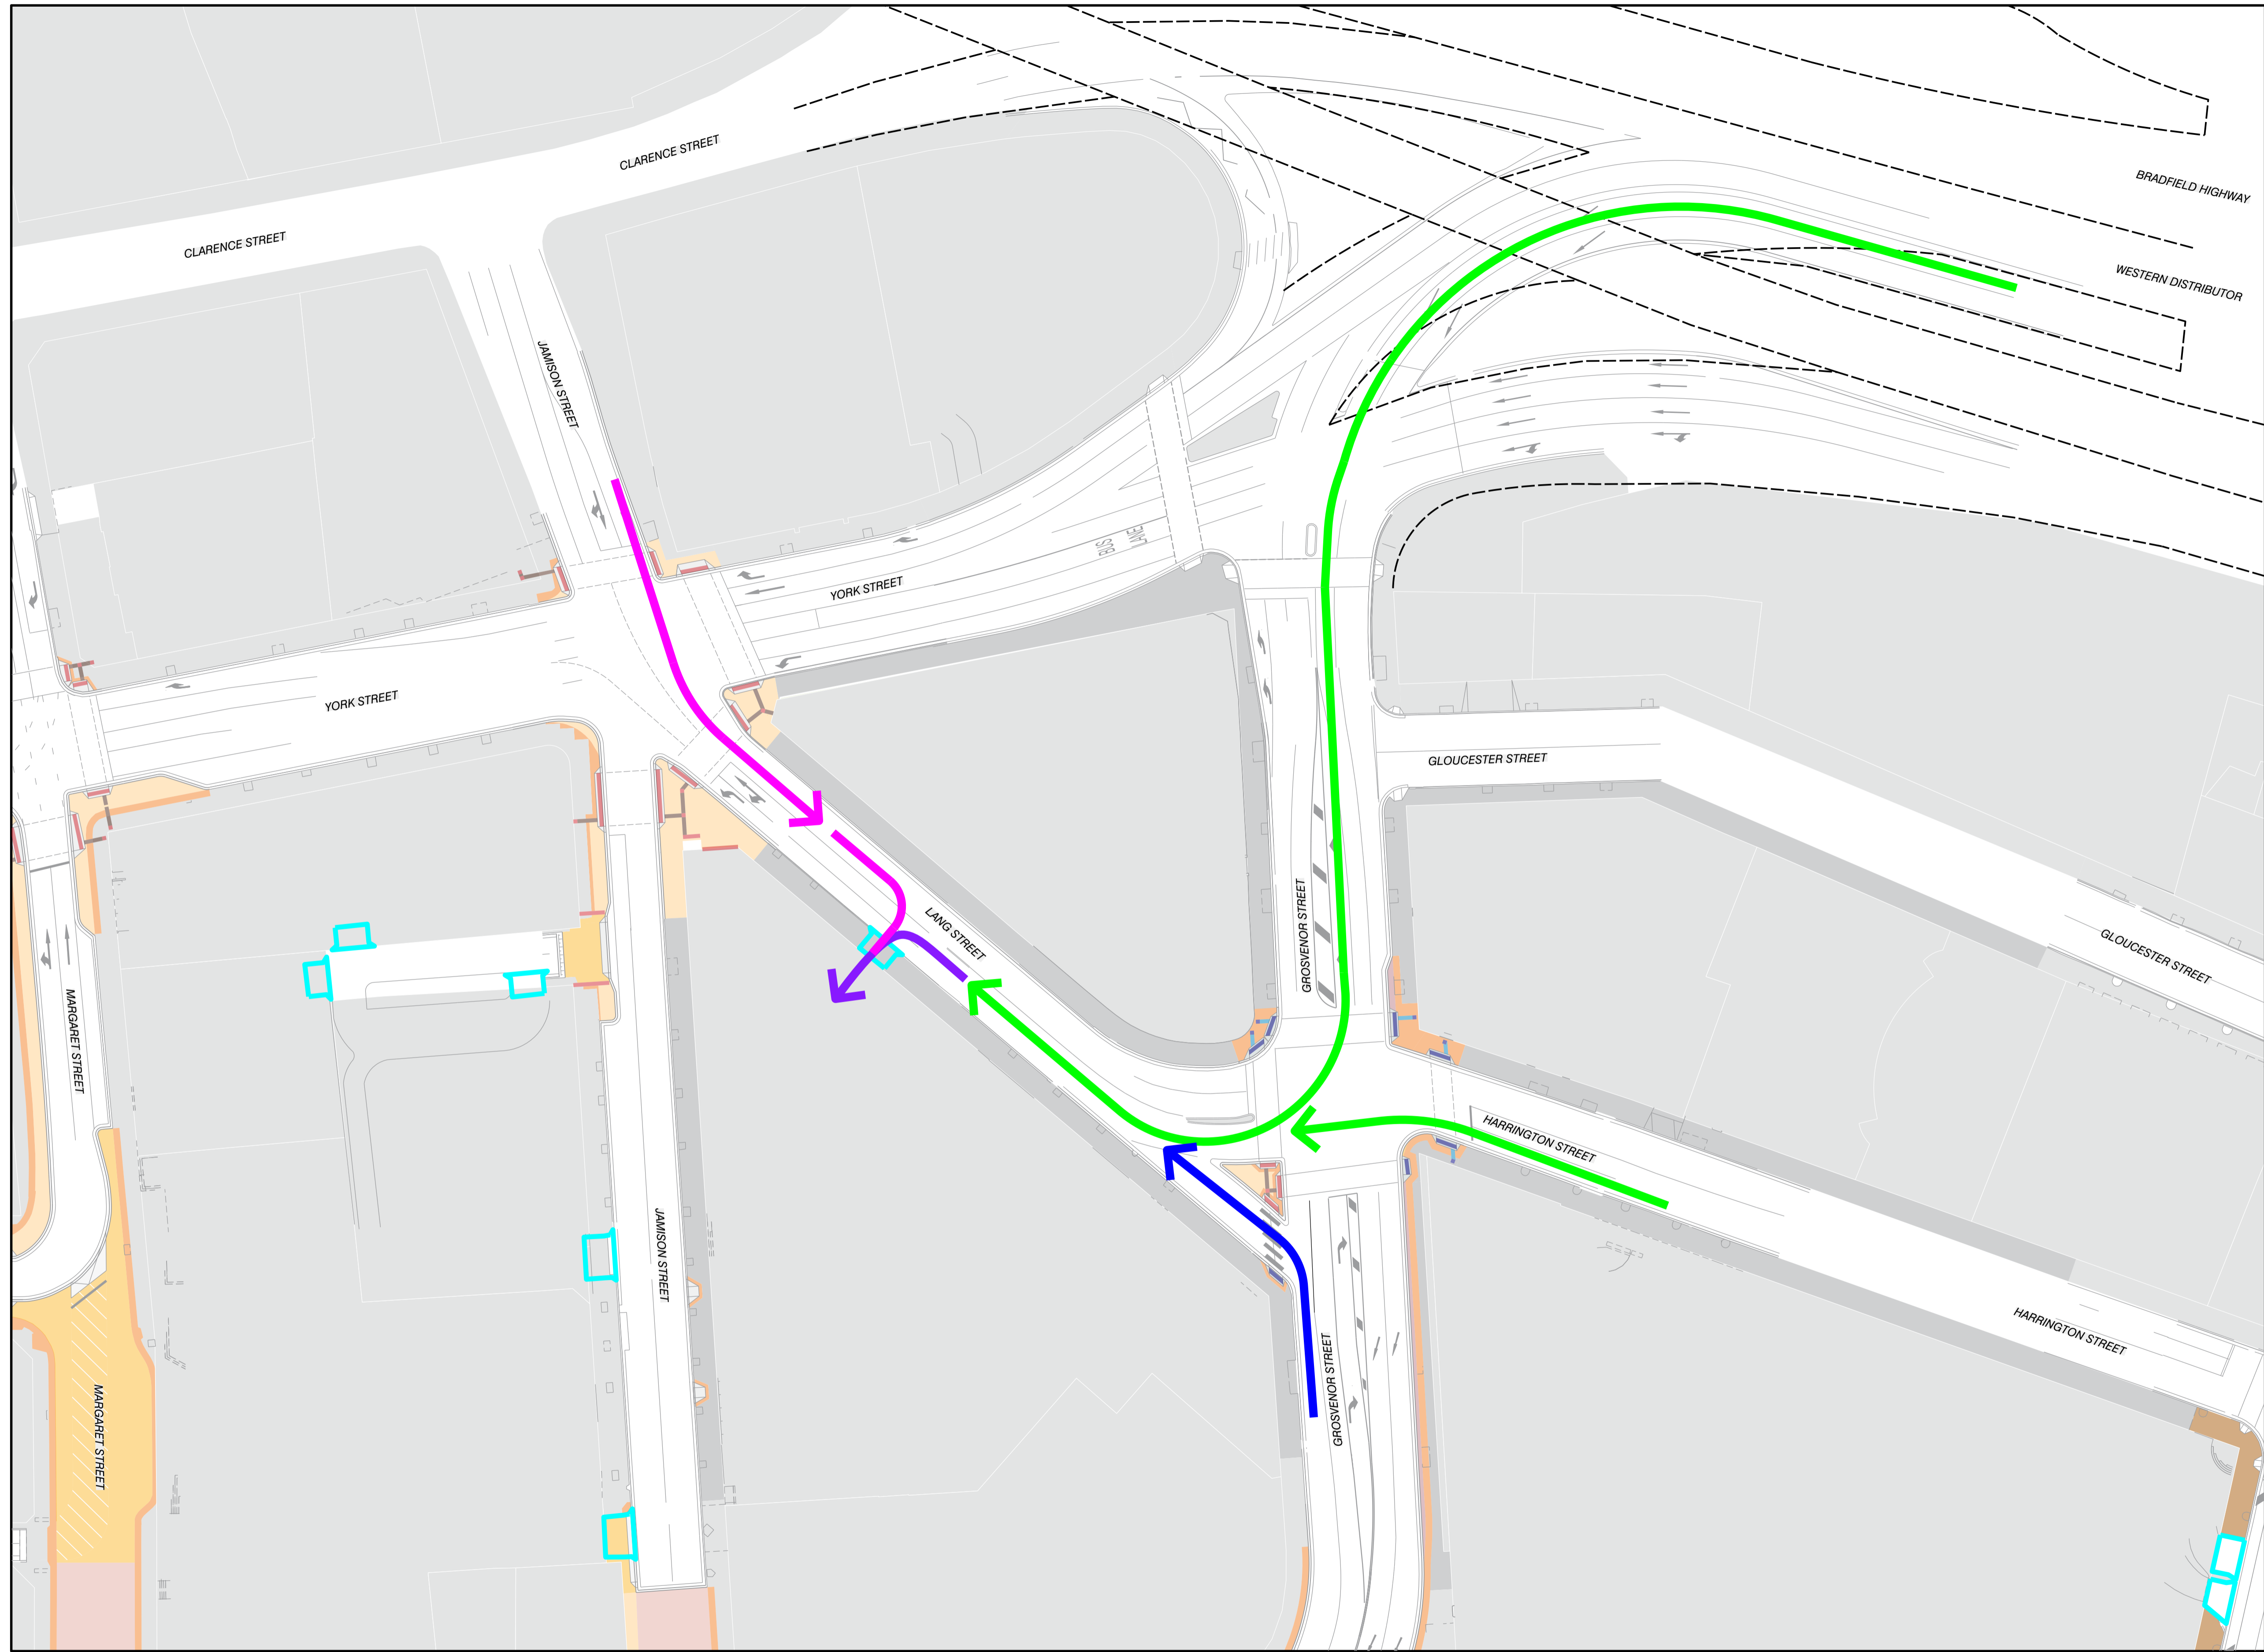 CLARENCE STREET
BRADFIELD HIGHWAY
CLARENCE STREET
WESTERN DISTRIBUTOR
JAMISON STREET
BUS
LANE
YORK STREET
YORK STREET
GLOUCESTER STREET
LANG STREET
GROSVENOR STREET
GLOUCESTER STREET
MARGARET STREET
HARRINGTON STREET
JAMISON STREET
HARRINGTON STREET
GROSVENOR STREET
MARGARET STREET